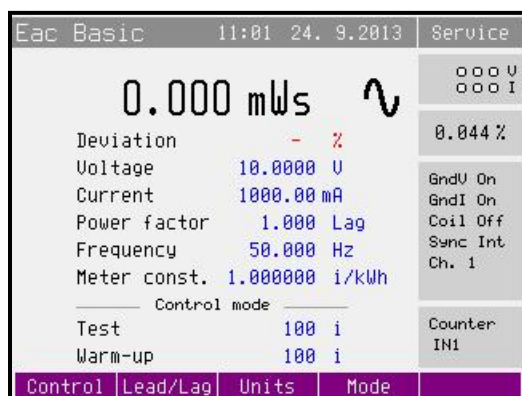 Eac Basic 11:01 24. 9.2013 Service
0.000 mWs
000 V
000 I
Deviation - %
0.044 %
Voltage 10.0000 V
Current 1000.00 mA
Power factor 1.000 Lag
Frequency 50.000 Hz
Meter const. 1.000000 i/kWh
GndU On
GndI On
Coil Off
Sync Int
Ch. 1
Control mode
Test 100 i
Warm-up 100 i
Counter
IN1
Control Lead/Lag Units Mode